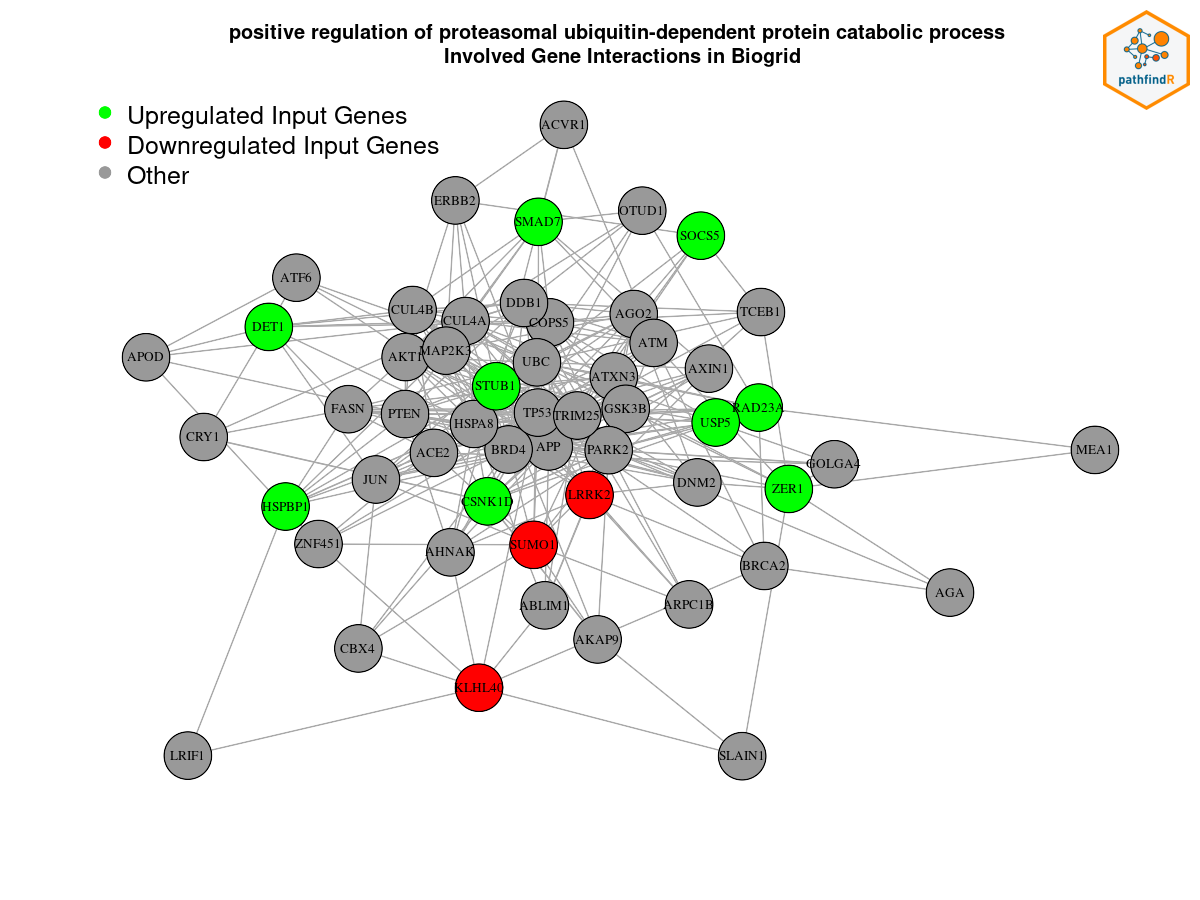 positive regulation of proteasomal ubiquitin-dependent protein catabolic process
Involved Gene Interactions in Biogrid
pathfindR
Upregulated Input Genes
Downregulated Input Genes
Other
ACVR1
ERBB2
SMAD7
OTUD1
SOCS5
ATF6
DET1
CUL4B
CUL4A
DDB1
COPS5
AGO2
TCEB1
APOD
AKT1
MAP2K3
UBC
ATM
ATXN3
AXIN1
STUB1
FASN
PTEN
HSPA8
TP53
TRIM25
GSK3B
USP5
RAD23A
CRY1
ACE2
BRD4
APP
PARK2
GOLGA4
MEA1
JUN
DNM2
ZER1
HSPBP1
CSNK1D
LRRK2
ZNF451
AHNAK
SUMO1
BRCA2
ABLIM1
ARPC1B
AGA
CBX4
AKAP9
KLHL40
LRIF1
SLAIN1